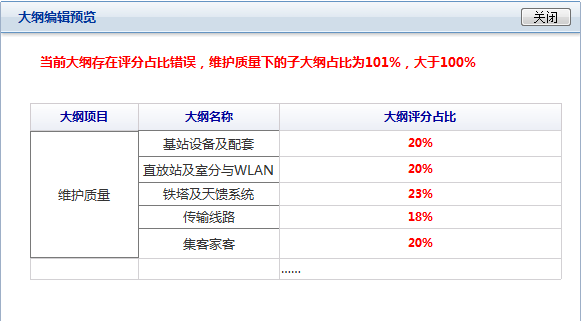 大纲编辑预览 关闭
当前大纲存在评分占比错误，维护质量下的子大纲占比为101%，大于100%
大纲项目 大纲名称 大纲评分占比
基站设备及配套 20%
直放站及室分与WLAN 20%
维护质量 铁塔及天馈系统 23%
传输线路 18%
集客家客 20%
......